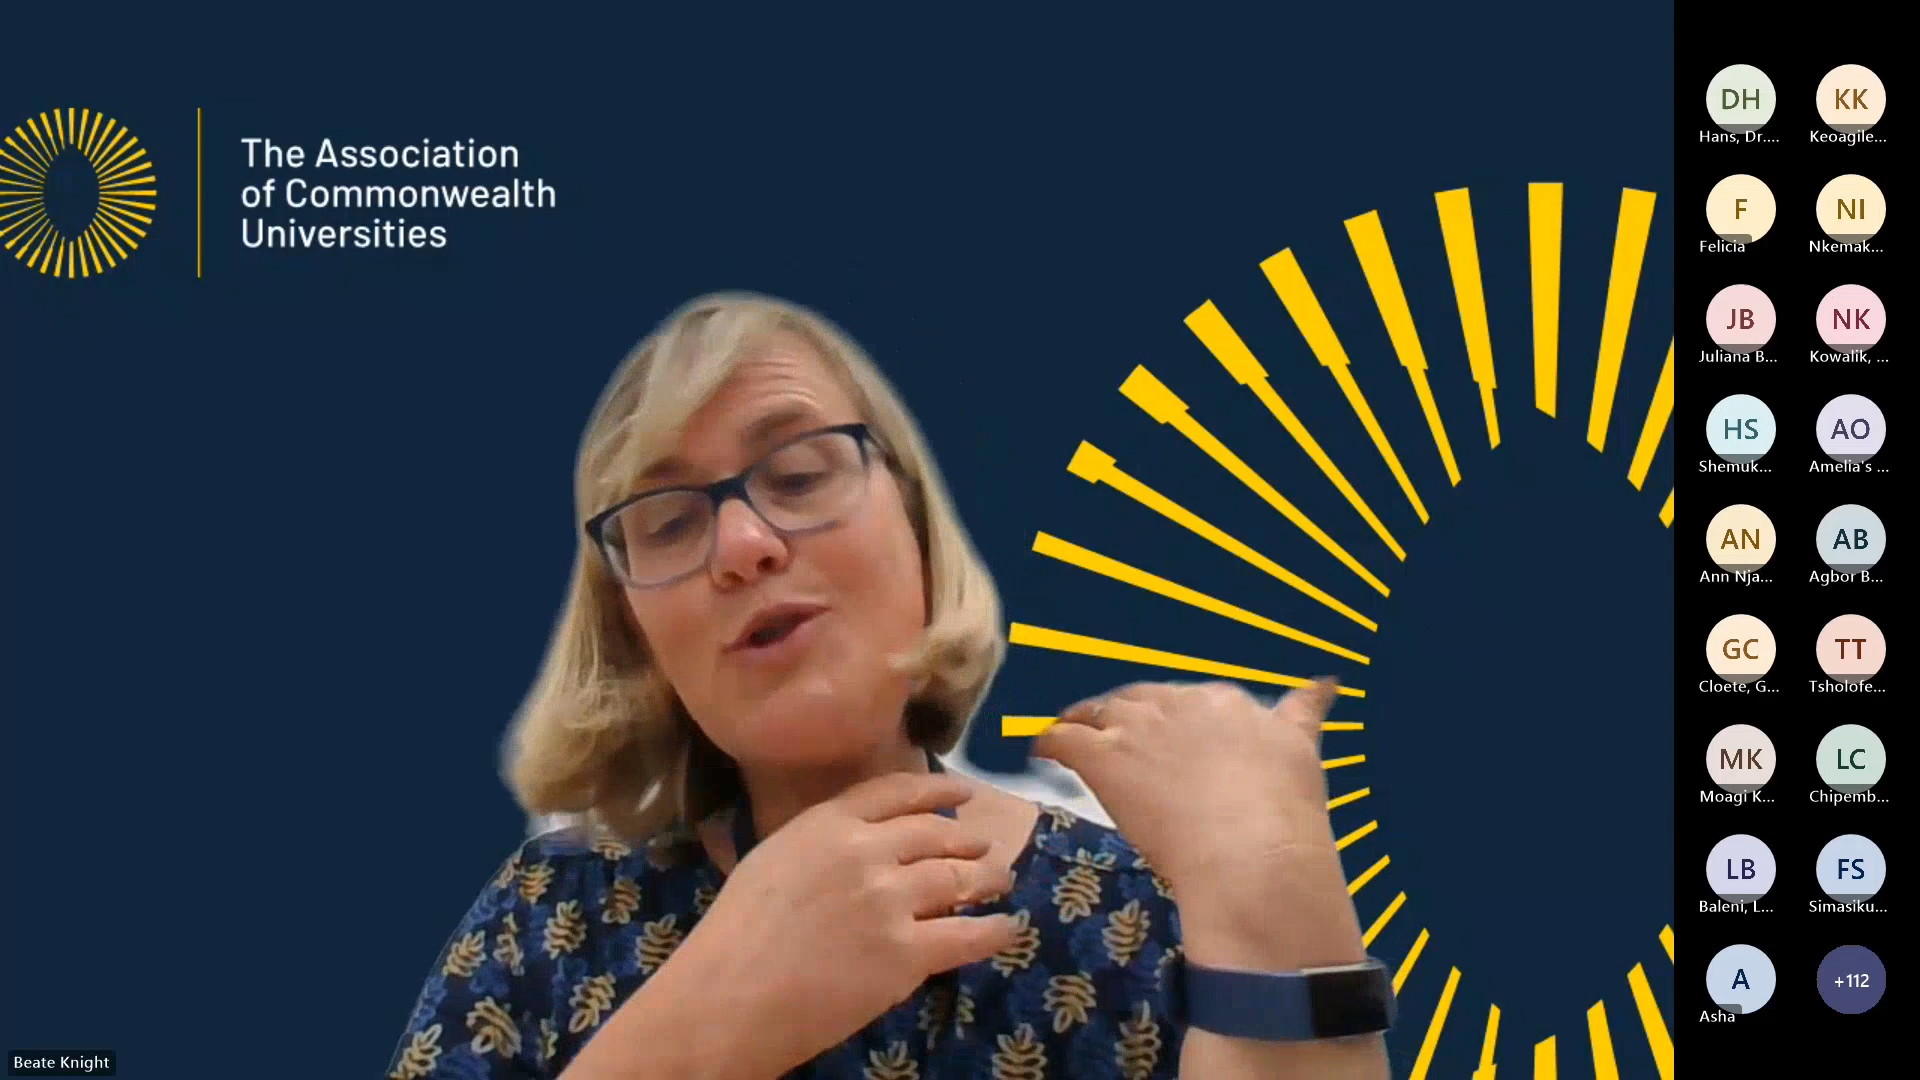 The Association
of Commonwealth
Universities
Beate Knight
DH
Hans, Dr....
KK
Keoagile...
F
Felicia
NI
Nkemak...
JB
Juliana B...
NK
Kowalik, ...
HS
Shemuk...
AO
Amelia's ...
AN
Ann Nja...
AB
Agbor B...
GC
Cloete, G...
TT
Tsholofe...
MK
Moagi K...
LC
Chipemb...
LB
Baleni, L...
FS
Simasiku...
A
Asha
+112